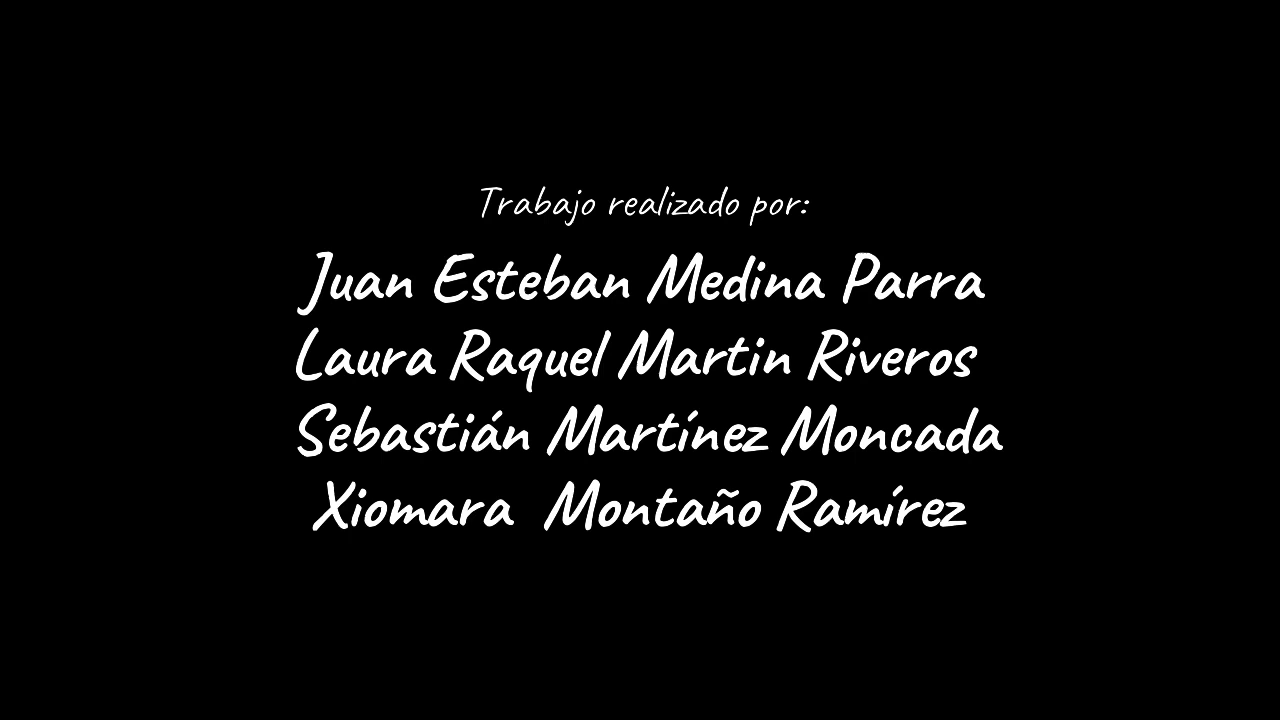 Trabajo realizado por:
Juan Esteban Medina Parra
Laura Raquel Martin Riveros
Sebastián Martínez Moncada
Xiomara Montaño Ramírez